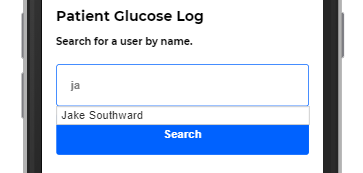 Patient Glucose Log
Search for a user by name.
ja
Jake Southward
Search